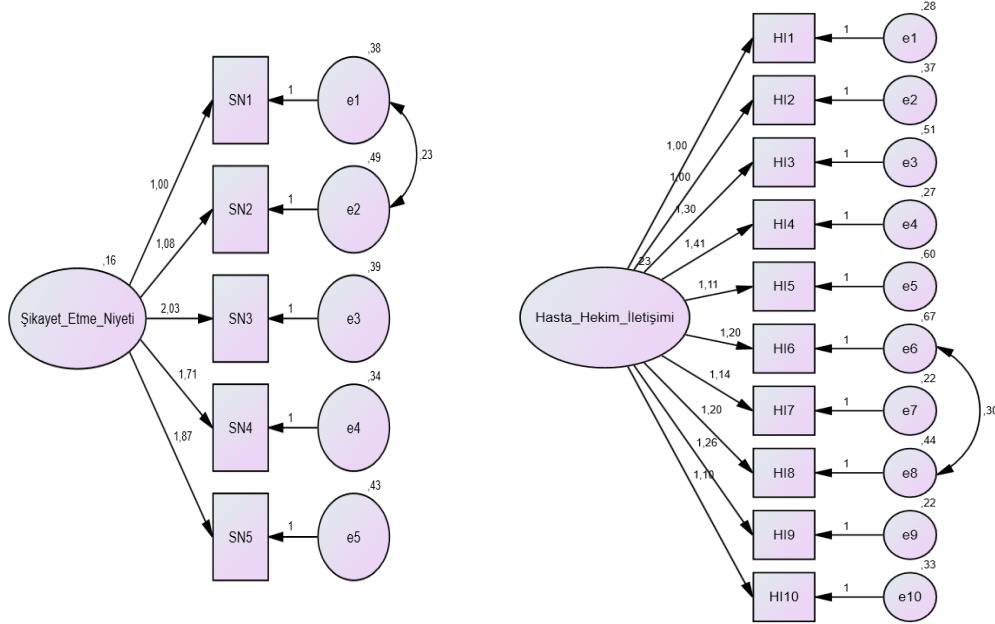 ,38
SN1
1
e1
1,00
,49
,23
SN2
1
e2
1,08
,16
Şikayet_Etme_Niyeti
,39
2,03
SN3
1
e3
1,71
,34
SN4
1
e4
1,87
,43
SN5
1
e5
,28
HI1
1
e1
1,00
,37
HI2
1
e2
1,00
,51
HI3
1
e3
1,30
,27
HI4
1
e4
1,41
,23
Hasta_Hekim_İletişimi
,60
1,11
HI5
1
e5
,67
1,20
HI6
1
e6
,22
1,14
HI7
1
e7
,30
,44
1,20
HI8
1
e8
,22
1,26
HI9
1
e9
,33
1,10
HI10
1
e10